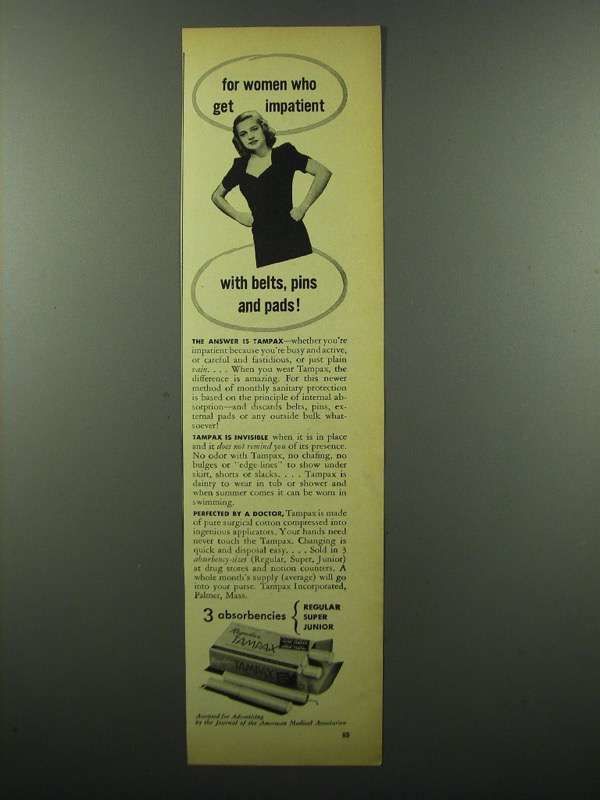 for women who
get impatient
with belts, pins
and pads!
THE ANSWER IS TAMPAX—whether you're
impatient because you're busy and active,
or careful and fastidious, or just plain
vain. . . . When you wear Tampax, the
difference is amazing. For this newer
method of monthly sanitary protection
is based on the principle of internal ab-
sorption—and discards belts, pins, ex-
ternal pads or any outside bulk what-
soever!
TAMPAX IS INVISIBLE when it is in place
and it does not remind you of its presence.
No odor with Tampax, no chafing, no
bulges or "edge-lines" to show under
skirt, shorts or slacks. . . . Tampax is
dainty to wear in tub or shower and
when summer comes it can be worn in
swimming.
PERFECTED BY A DOCTOR, Tampax is made
of pure surgical cotton compressed into
ingenious applicators. Your hands need
never touch the Tampax. Changing is
quick and disposal easy. . . . Sold in 3
absorbency-sizes (Regular, Super, Junior)
at drug stores and notion counters. A
whole month's supply (average) will go
into your purse. Tampax Incorporated,
Palmer, Mass.
3 absorbencies { REGULAR
SUPER
JUNIOR
Regular
TAMPAX
TAMPAX
Accepted for Advertising
by the Journal of the American Medical Association